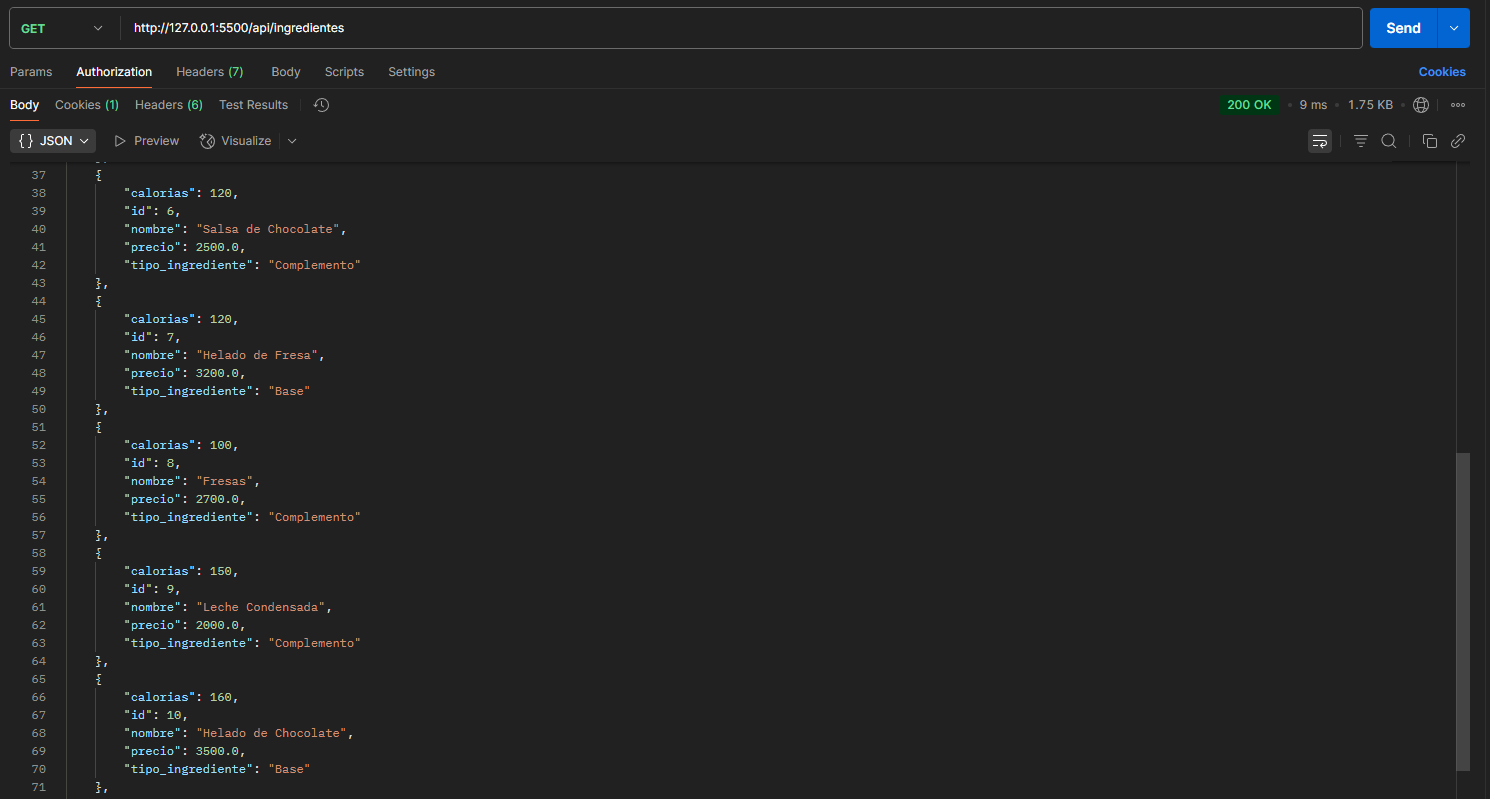 GET http://127.0.0.1:5500/api/ingredientes Send
Params Authorization Headers (7) Body Scripts Settings Cookies
Body Cookies (1) Headers (6) Test Results 200 OK • 9 ms • 1.75 KB •
{} JSON Preview Visualize
37 {
38 "calorias": 120,
39 "id": 6,
40 "nombre": "Salsa de Chocolate",
41 "precio": 2500.0,
42 "tipo_ingrediente": "Complemento"
43 },
44 {
45 "calorias": 120,
46 "id": 7,
47 "nombre": "Helado de Fresa",
48 "precio": 3200.0,
49 "tipo_ingrediente": "Base"
50 },
51 {
52 "calorias": 100,
53 "id": 8,
54 "nombre": "Fresas",
55 "precio": 2700.0,
56 "tipo_ingrediente": "Complemento"
57 },
58 {
59 "calorias": 150,
60 "id": 9,
61 "nombre": "Leche Condensada",
62 "precio": 2000.0,
63 "tipo_ingrediente": "Complemento"
64 },
65 {
66 "calorias": 160,
67 "id": 10,
68 "nombre": "Helado de Chocolate",
69 "precio": 3500.0,
70 "tipo_ingrediente": "Base"
71 },